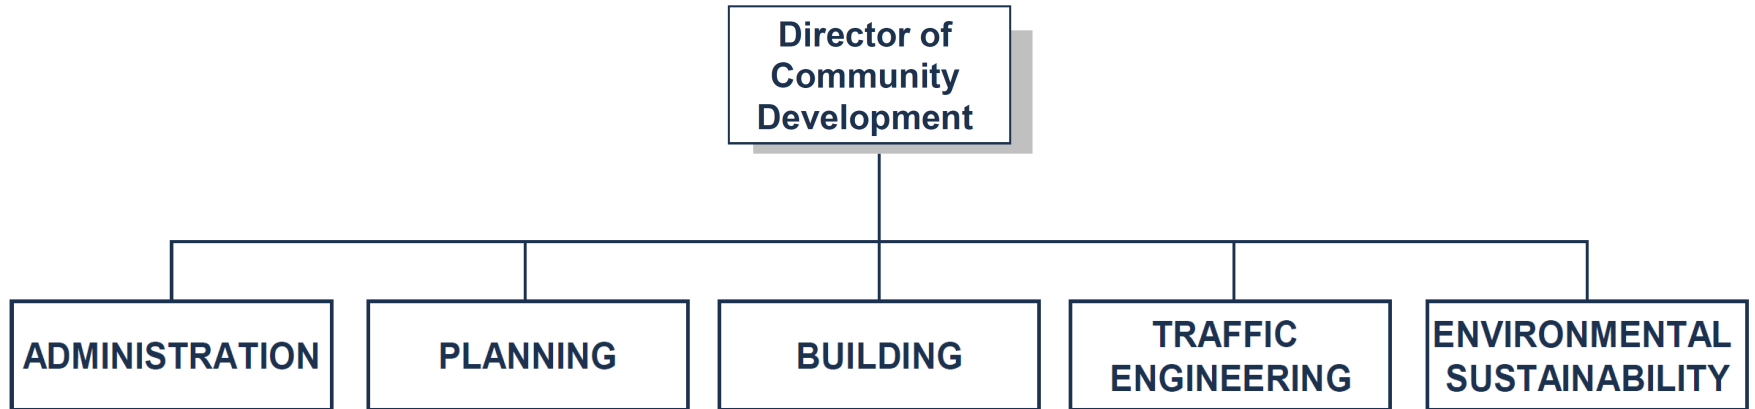 Director of
Community
Development
ADMINISTRATION
PLANNING
BUILDING
TRAFFIC
ENGINEERING
ENVIRONMENTAL
SUSTAINABILITY